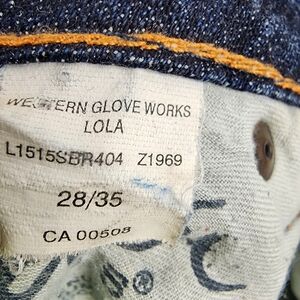 WESTERN GLOVE WORKS
LOLA
L1515SBR404 Z1969
28/35
CA 00508